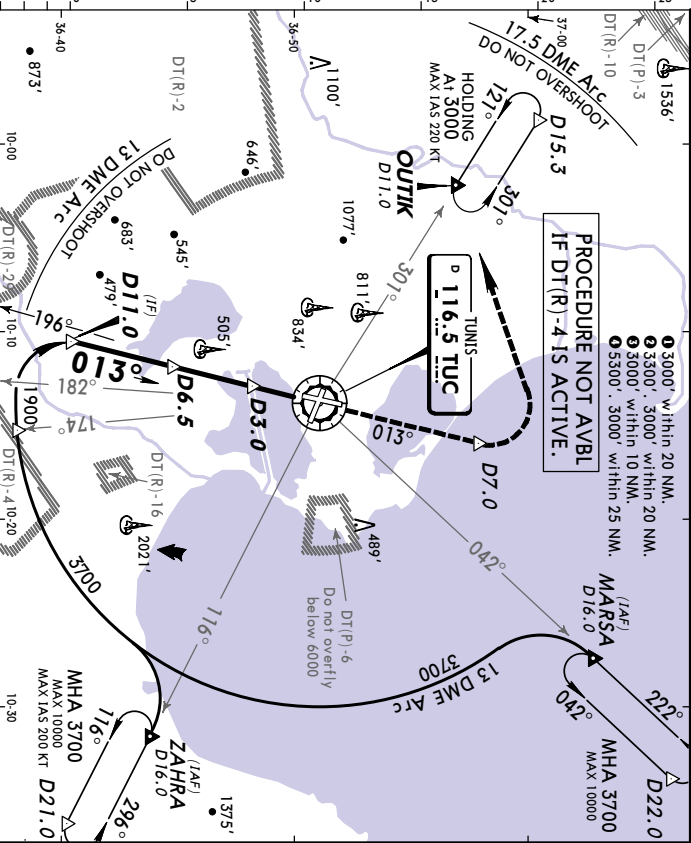 36-40
36-50
37-00
10-00
10-10
10-20
10-30
DT(P)-3
DT(R)-10
1536'
17.5 DME Arc
DO NOT OVERSHOOT
873'
DT(R)-2
1100'
HOLDING
At 3000
MAX IAS 220 KT
121°
301°
D15.3
OUTIK
D11.0
646'
DO NOT OVERSHOOT
13 DME Arc
683'
545'
1077'
479'
811'
834'
505'
301°
DT(R)-29
PROCEDURE NOT AVBL
IF DT(R)-4 IS ACTIVE.
1 3000' within 20 NM.
2 3300', 3000' within 20 NM.
3 3000' within 10 NM.
4 5300', 3000' within 25 NM.
TUNIS
D 116.5 TUC
(IF)
D11.0
196°
013°
182°
174°
1900
D6.5
D3.0
013°
D7.0
DT(R)-4
DT(R)-16
2021'
489'
DT(P)-6
Do not overfly
below 6000
042°
116°
3700
3700
13 DME Arc
(IAF)
MARSA
D16.0
222°
042°
MHA 3700
MAX 10000
D22.0
(IAF)
ZAHRA
D16.0
MHA 3700
MAX 10000
MAX IAS 200 KT
116°
296°
D21.0
1375'